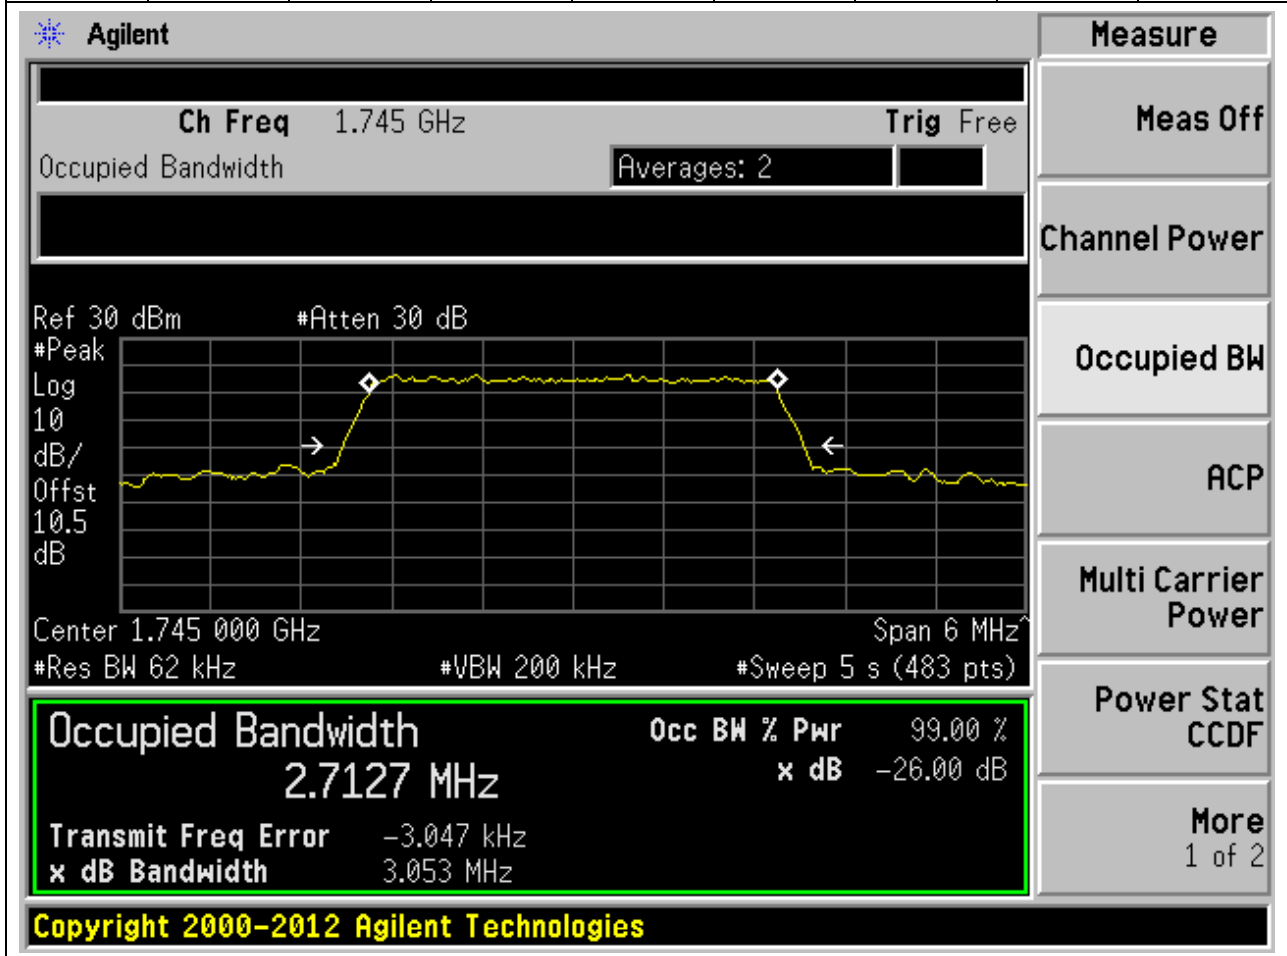 Agilent
Measure
Ch Freq 1.745 GHz Trig Free
Meas Off
Occupied Bandwidth Averages: 2
Channel Power
Ref 30 dBm #Atten 30 dB
#Peak
Log
10
dB/
Offst
10.5
dB
Occupied BW
ACP
Center 1.745 000 GHz Span 6 MHz^
#Res BW 62 kHz #VBW 200 kHz #Sweep 5 s (483 pts)
Multi Carrier
Power
Occupied Bandwidth Occ BW % Pwr 99.00 %
2.7127 MHz x dB -26.00 dB
Power Stat
CCDF
Transmit Freq Error -3.047 kHz
x dB Bandwidth 3.053 MHz
More
1 of 2
Copyright 2000-2012 Agilent Technologies